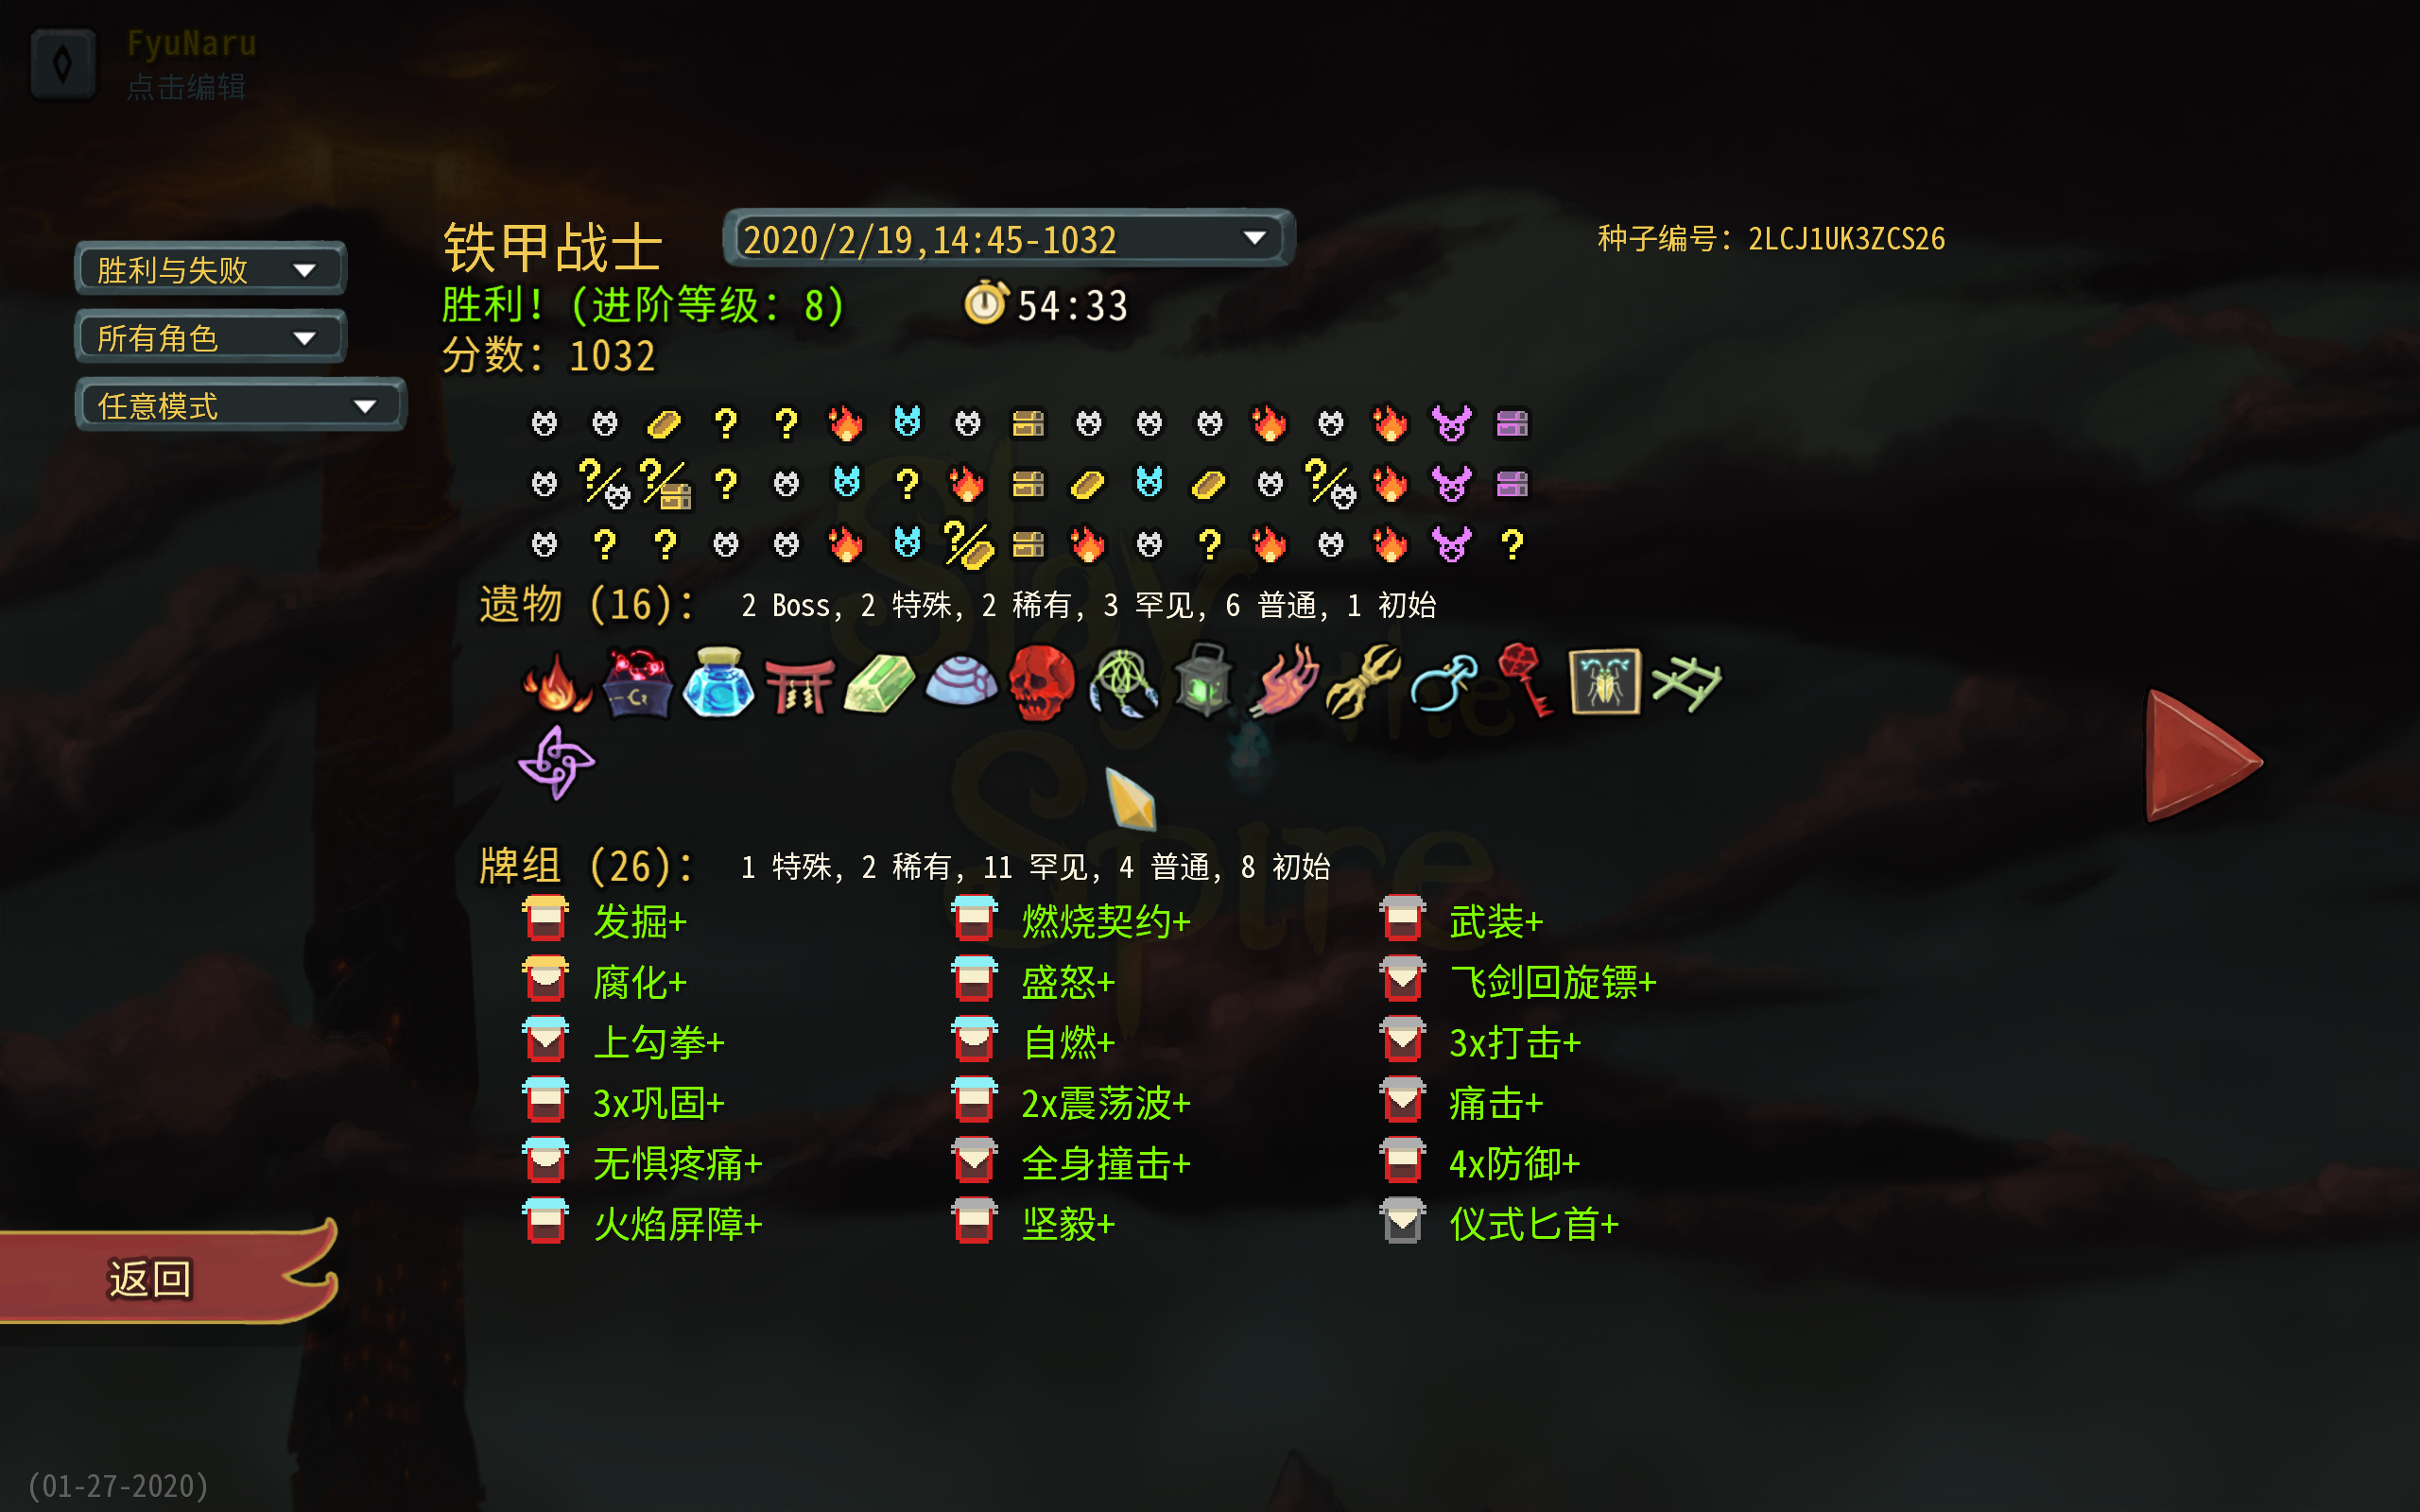 FyuNaru
点击编辑
铁甲战士
2020/2/19,14:45-1032
种子编号: 2LCJ1UK3ZCS26
胜利与失败
所有角色
任意模式
胜利! (进阶等级: 8)
54:33
分数: 1032
遗物 (16):
2 Boss, 2 特殊, 2 稀有, 3 罕见, 6 普通, 1 初始
Slay
the
Spire
牌组 (26):
1 特殊, 2 稀有, 11 罕见, 4 普通, 8 初始
发掘+
燃烧契约+
武装+
腐化+
盛怒+
飞剑回旋镖+
上勾拳+
自燃+
3x打击+
3x巩固+
2x震荡波+
痛击+
无惧疼痛+
全身撞击+
4x防御+
火焰屏障+
坚毅+
仪式匕首+
返回
(01-27-2020)